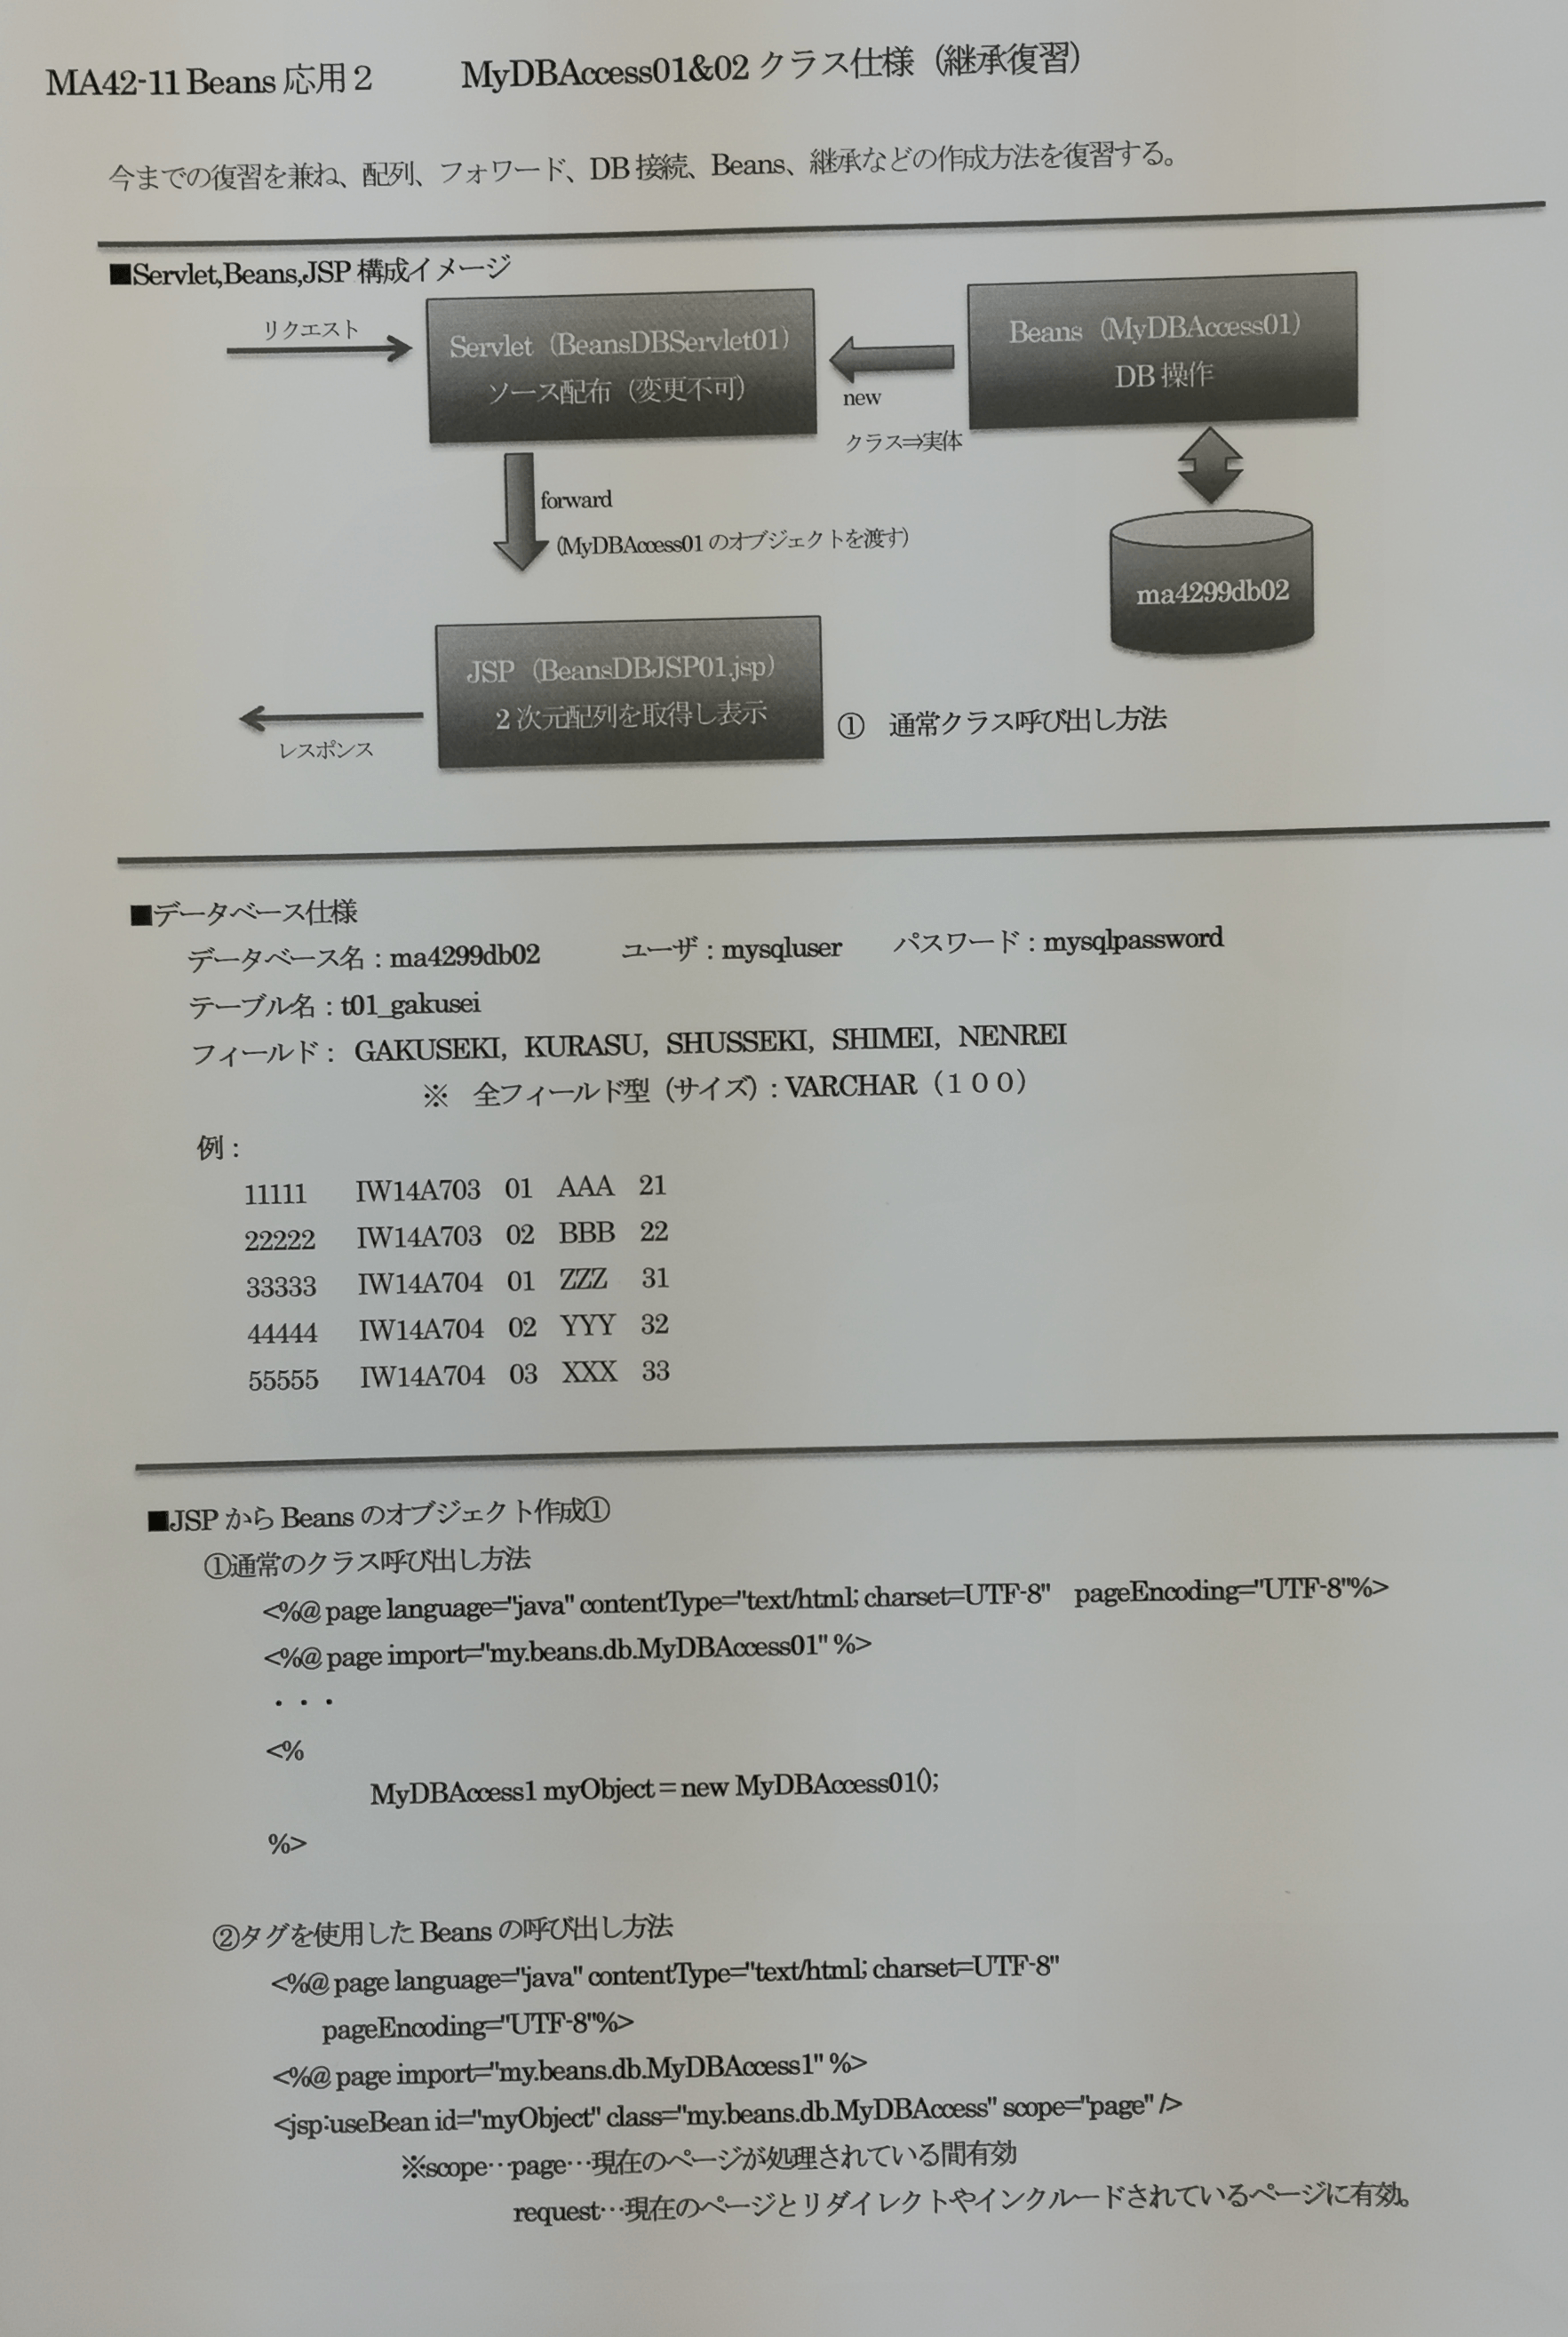 MA42-11 Beans 応用２　　MyDBAccess01&02 クラス仕様（継承復習）
今までの復習を兼ね、配列、フォワード、DB 接続、Beans、継承などの作成方法を復習する。
■Servlet,Beans,JSP 構成イメージ
リクエスト
Servlet（BeansDBServlet01）
ソース配布（変更不可）
new
クラス⇒実体
Beans（MyDBAccess01）
DB 操作
forward
（MyDBAccess01 のオブジェクトを渡す）
ma4299db02
JSP（BeansDBJSP01.jsp）
2 次元配列を取得し表示
レスポンス
①　通常クラス呼び出し方法
■データベース仕様
データベース名：ma4299db02　　ユーザ：mysqluser　　パスワード：mysqlpassword
テーブル名：t01_gakusei
フィールド： GAKUSEKI, KURASU, SHUSSEKI, SHIMEI, NENREI
※　全フィールド型（サイズ）: VARCHAR（１００）
例：
11111 IW14A703 01 AAA 21
22222 IW14A703 02 BBB 22
33333 IW14A704 01 ZZZ 31
44444 IW14A704 02 YYY 32
55555 IW14A704 03 XXX 33
■JSP から Beans のオブジェクト作成①
①通常のクラス呼び出し方法
<%@ page language="java" contentType="text/html; charset=UTF-8" pageEncoding="UTF-8"%>
<%@ page import="my.beans.db.MyDBAccess01" %>
・・・
<%
MyDBAccess1 myObject = new MyDBAccess01();
%>
②タグを使用した Beans の呼び出し方法
<%@ page language="java" contentType="text/html; charset=UTF-8"
pageEncoding="UTF-8"%>
<%@ page import="my.beans.db.MyDBAccess1" %>
<jsp:useBean id="myObject" class="my.beans.db.MyDBAccess" scope="page" />
※scope…page…現在のページが処理されている間有効
request…現在のページとリダイレクトやインクルードされているページに有効。